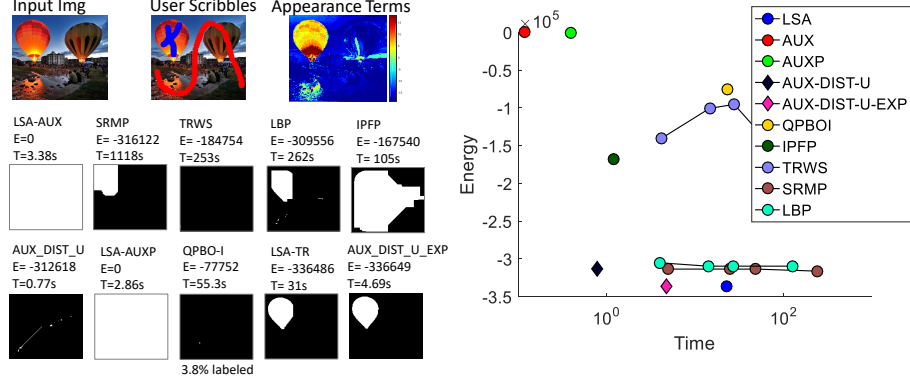 Input Img
User Scribbles
Appearance Terms
LSA-AUX
E=0
T=3.38s
SRMP
E= -316122
T=1118s
TRWS
E= -184754
T=253s
LBP
E= -309556
T= 262s
IPFP
E= -167540
T= 105s
AUX_DIST_U
E= -312618
T=0.77s
LSA-AUXP
E=0
T=2.86s
QPBO-I
E= -77752
T=55.3s
LSA-TR
E= -336486
T= 31s
AUX_DIST_U_EXP
E= -336649
T=4.69s
3.8% labeled
× 10^5
0
-0.5
-1
-1.5
-2
-2.5
-3
-3.5
Energy
10^0
10^2
Time
LSA
AUX
AUXP
AUX-DIST-U
AUX-DIST-U-EXP
QPBOI
IPFP
TRWS
SRMP
LBP